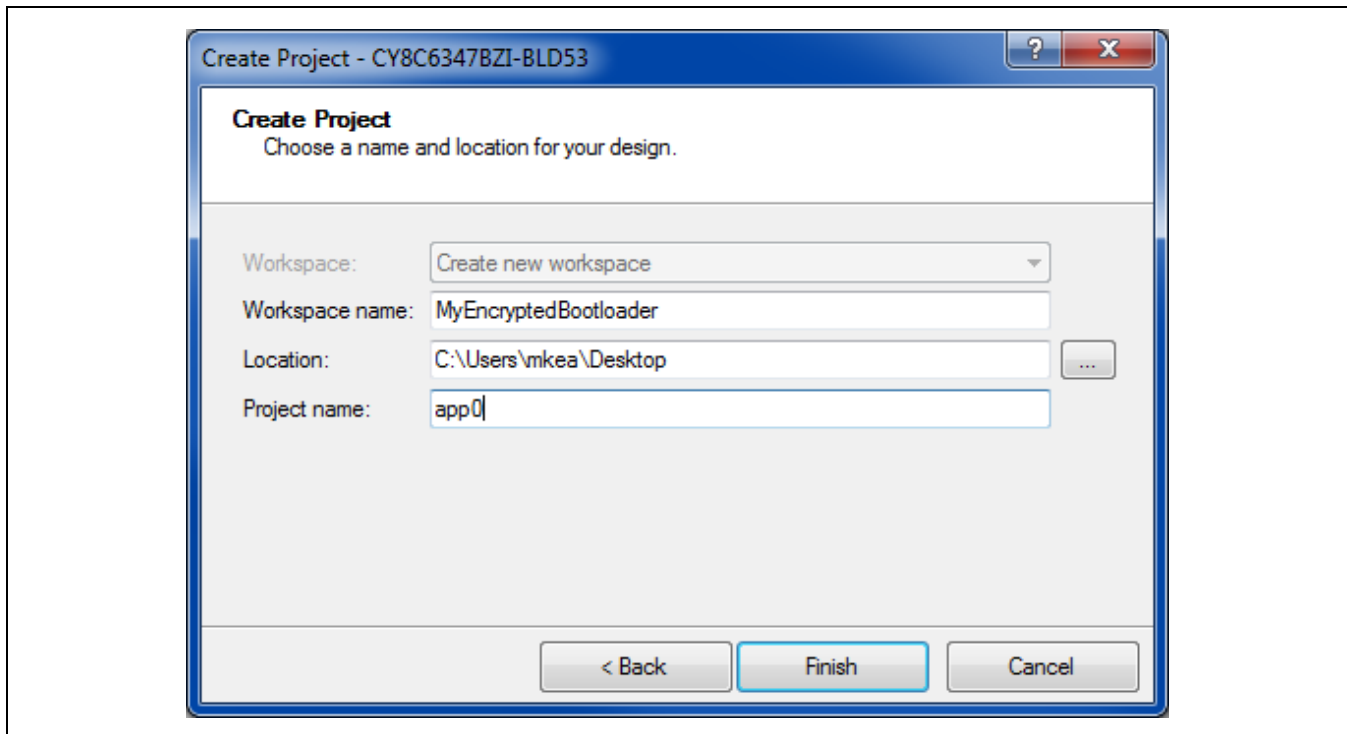 Create Project - CY8C6347BZI-BLD53
?
Create Project
Choose a name and location for your design.
Workspace: Create new workspace
Workspace name: MyEncryptedBootloader
Location: C:\Users\mkea\Desktop ...
Project name: app0
< Back Finish Cancel